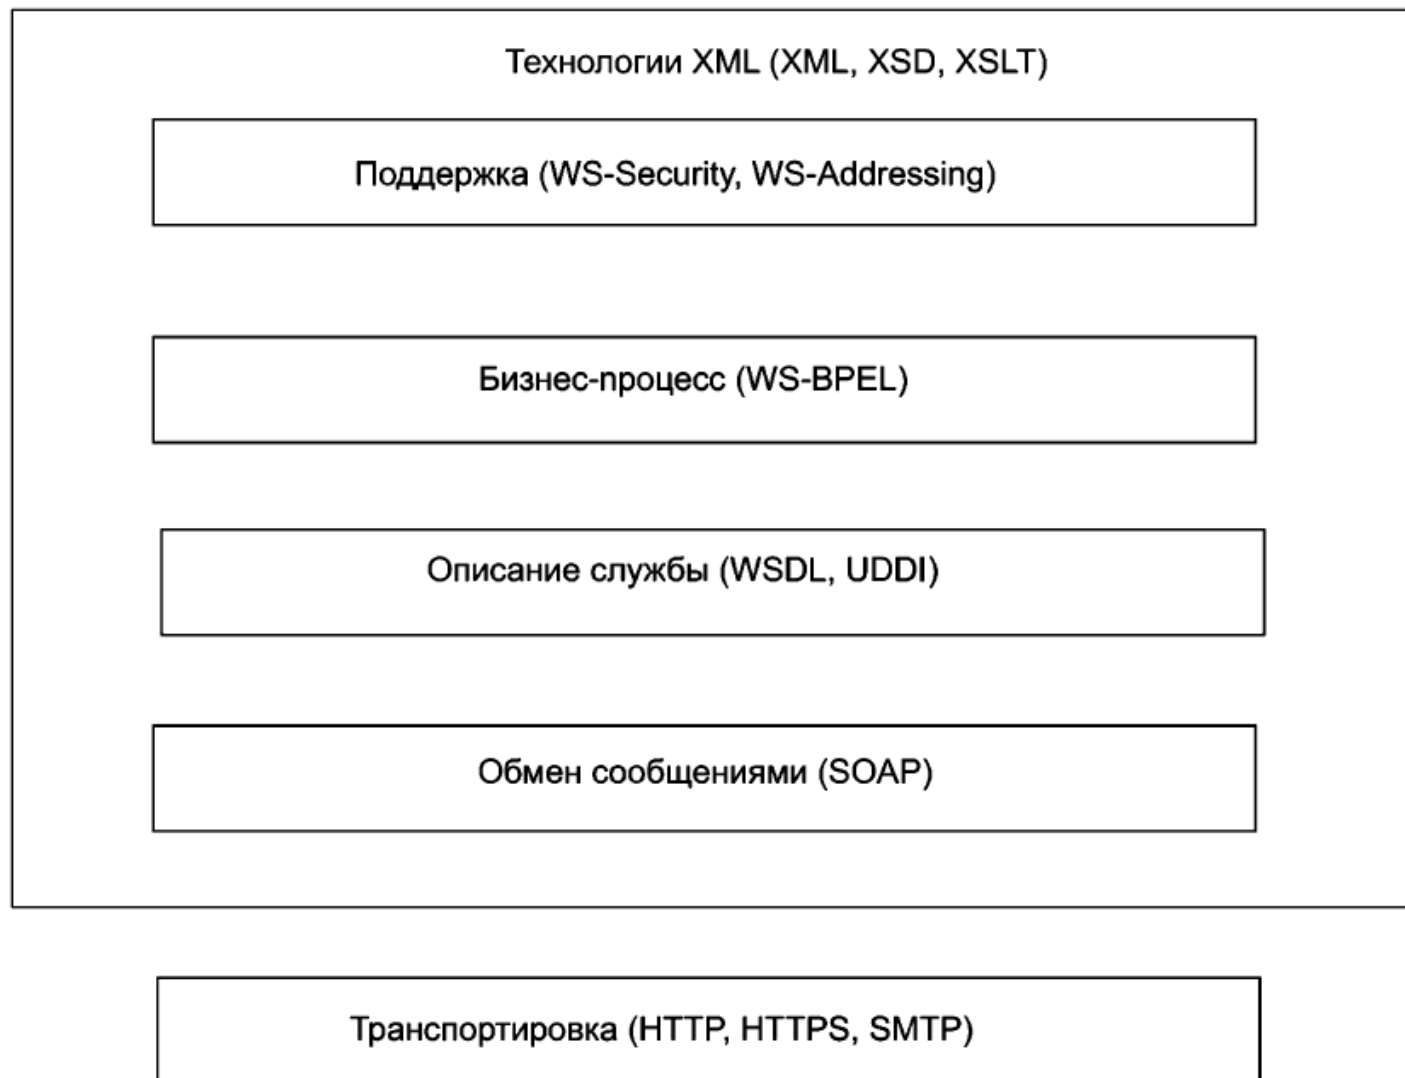 Технологии XML (XML, XSD, XSLT)
Поддержка (WS-Security, WS-Addressing)
Бизнес-процесс (WS-BPEL)
Описание службы (WSDL, UDDI)
Обмен сообщениями (SOAP)
Транспортировка (HTTP, HTTPS, SMTP)